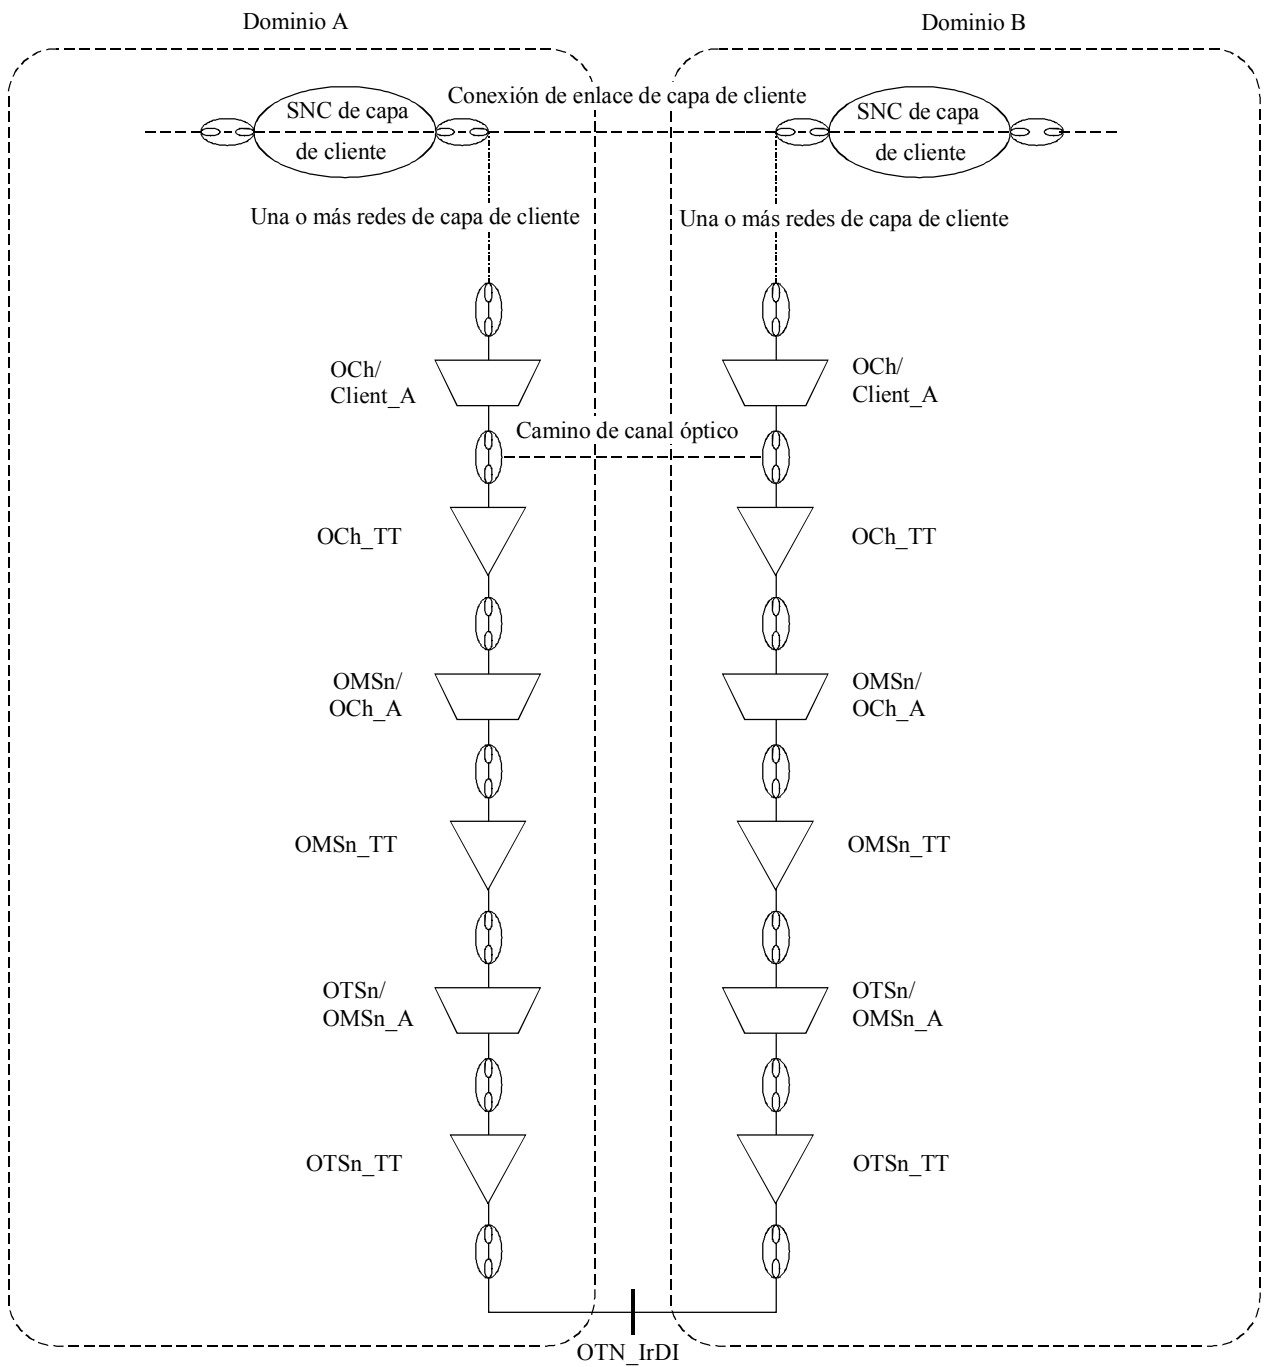 Dominio A
Dominio B
Conexión de enlace de capa de cliente
SNC de capa
de cliente
SNC de capa
de cliente
Una o más redes de capa de cliente
Una o más redes de capa de cliente
OCh/
Client_A
OCh/
Client_A
Camino de canal óptico
OCh_TT
OCh_TT
OMSn/
OCh_A
OMSn/
OCh_A
OMSn_TT
OMSn_TT
OTSn/
OMSn_A
OTSn/
OMSn_A
OTSn_TT
OTSn_TT
OTN_IrDI